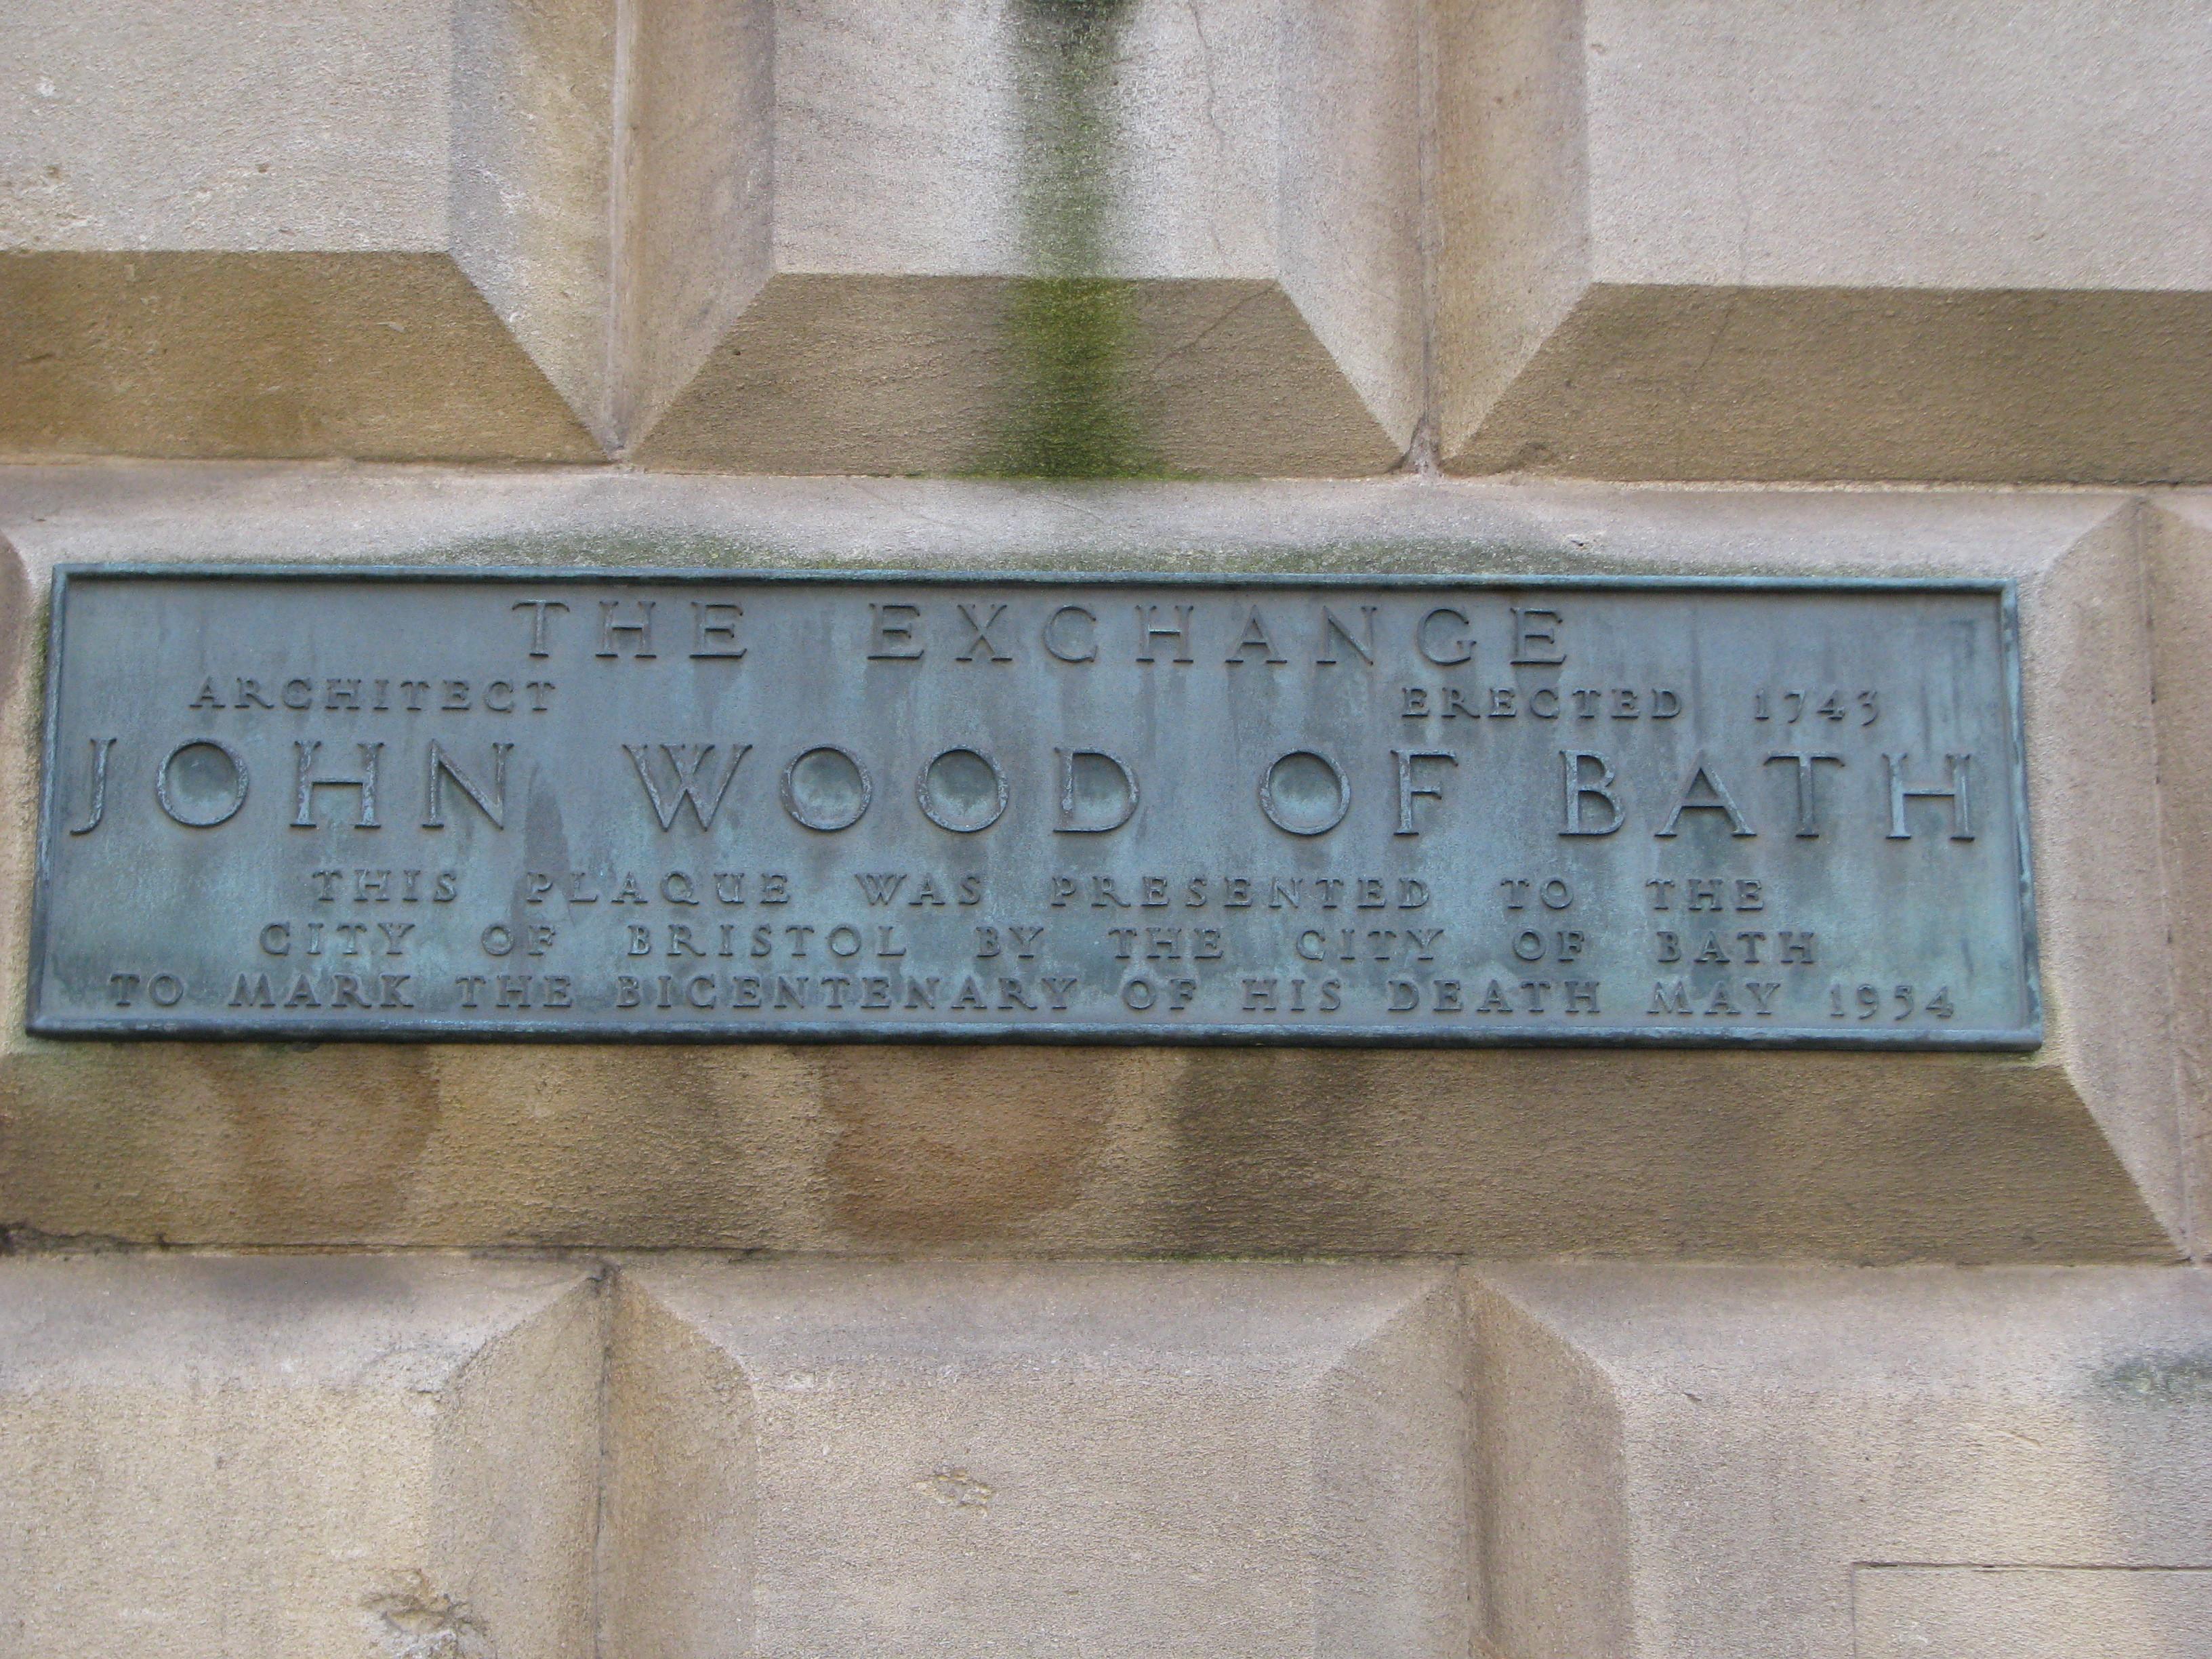 THE EXCHANGE
ARCHITECT ERECTED 1743
JOHN WOOD OF BATH
THIS PLAQUE WAS PRESENTED TO THE
CITY OF BRISTOL BY THE CITY OF BATH
TO MARK THE BICENTENARY OF HIS DEATH MAY 1954